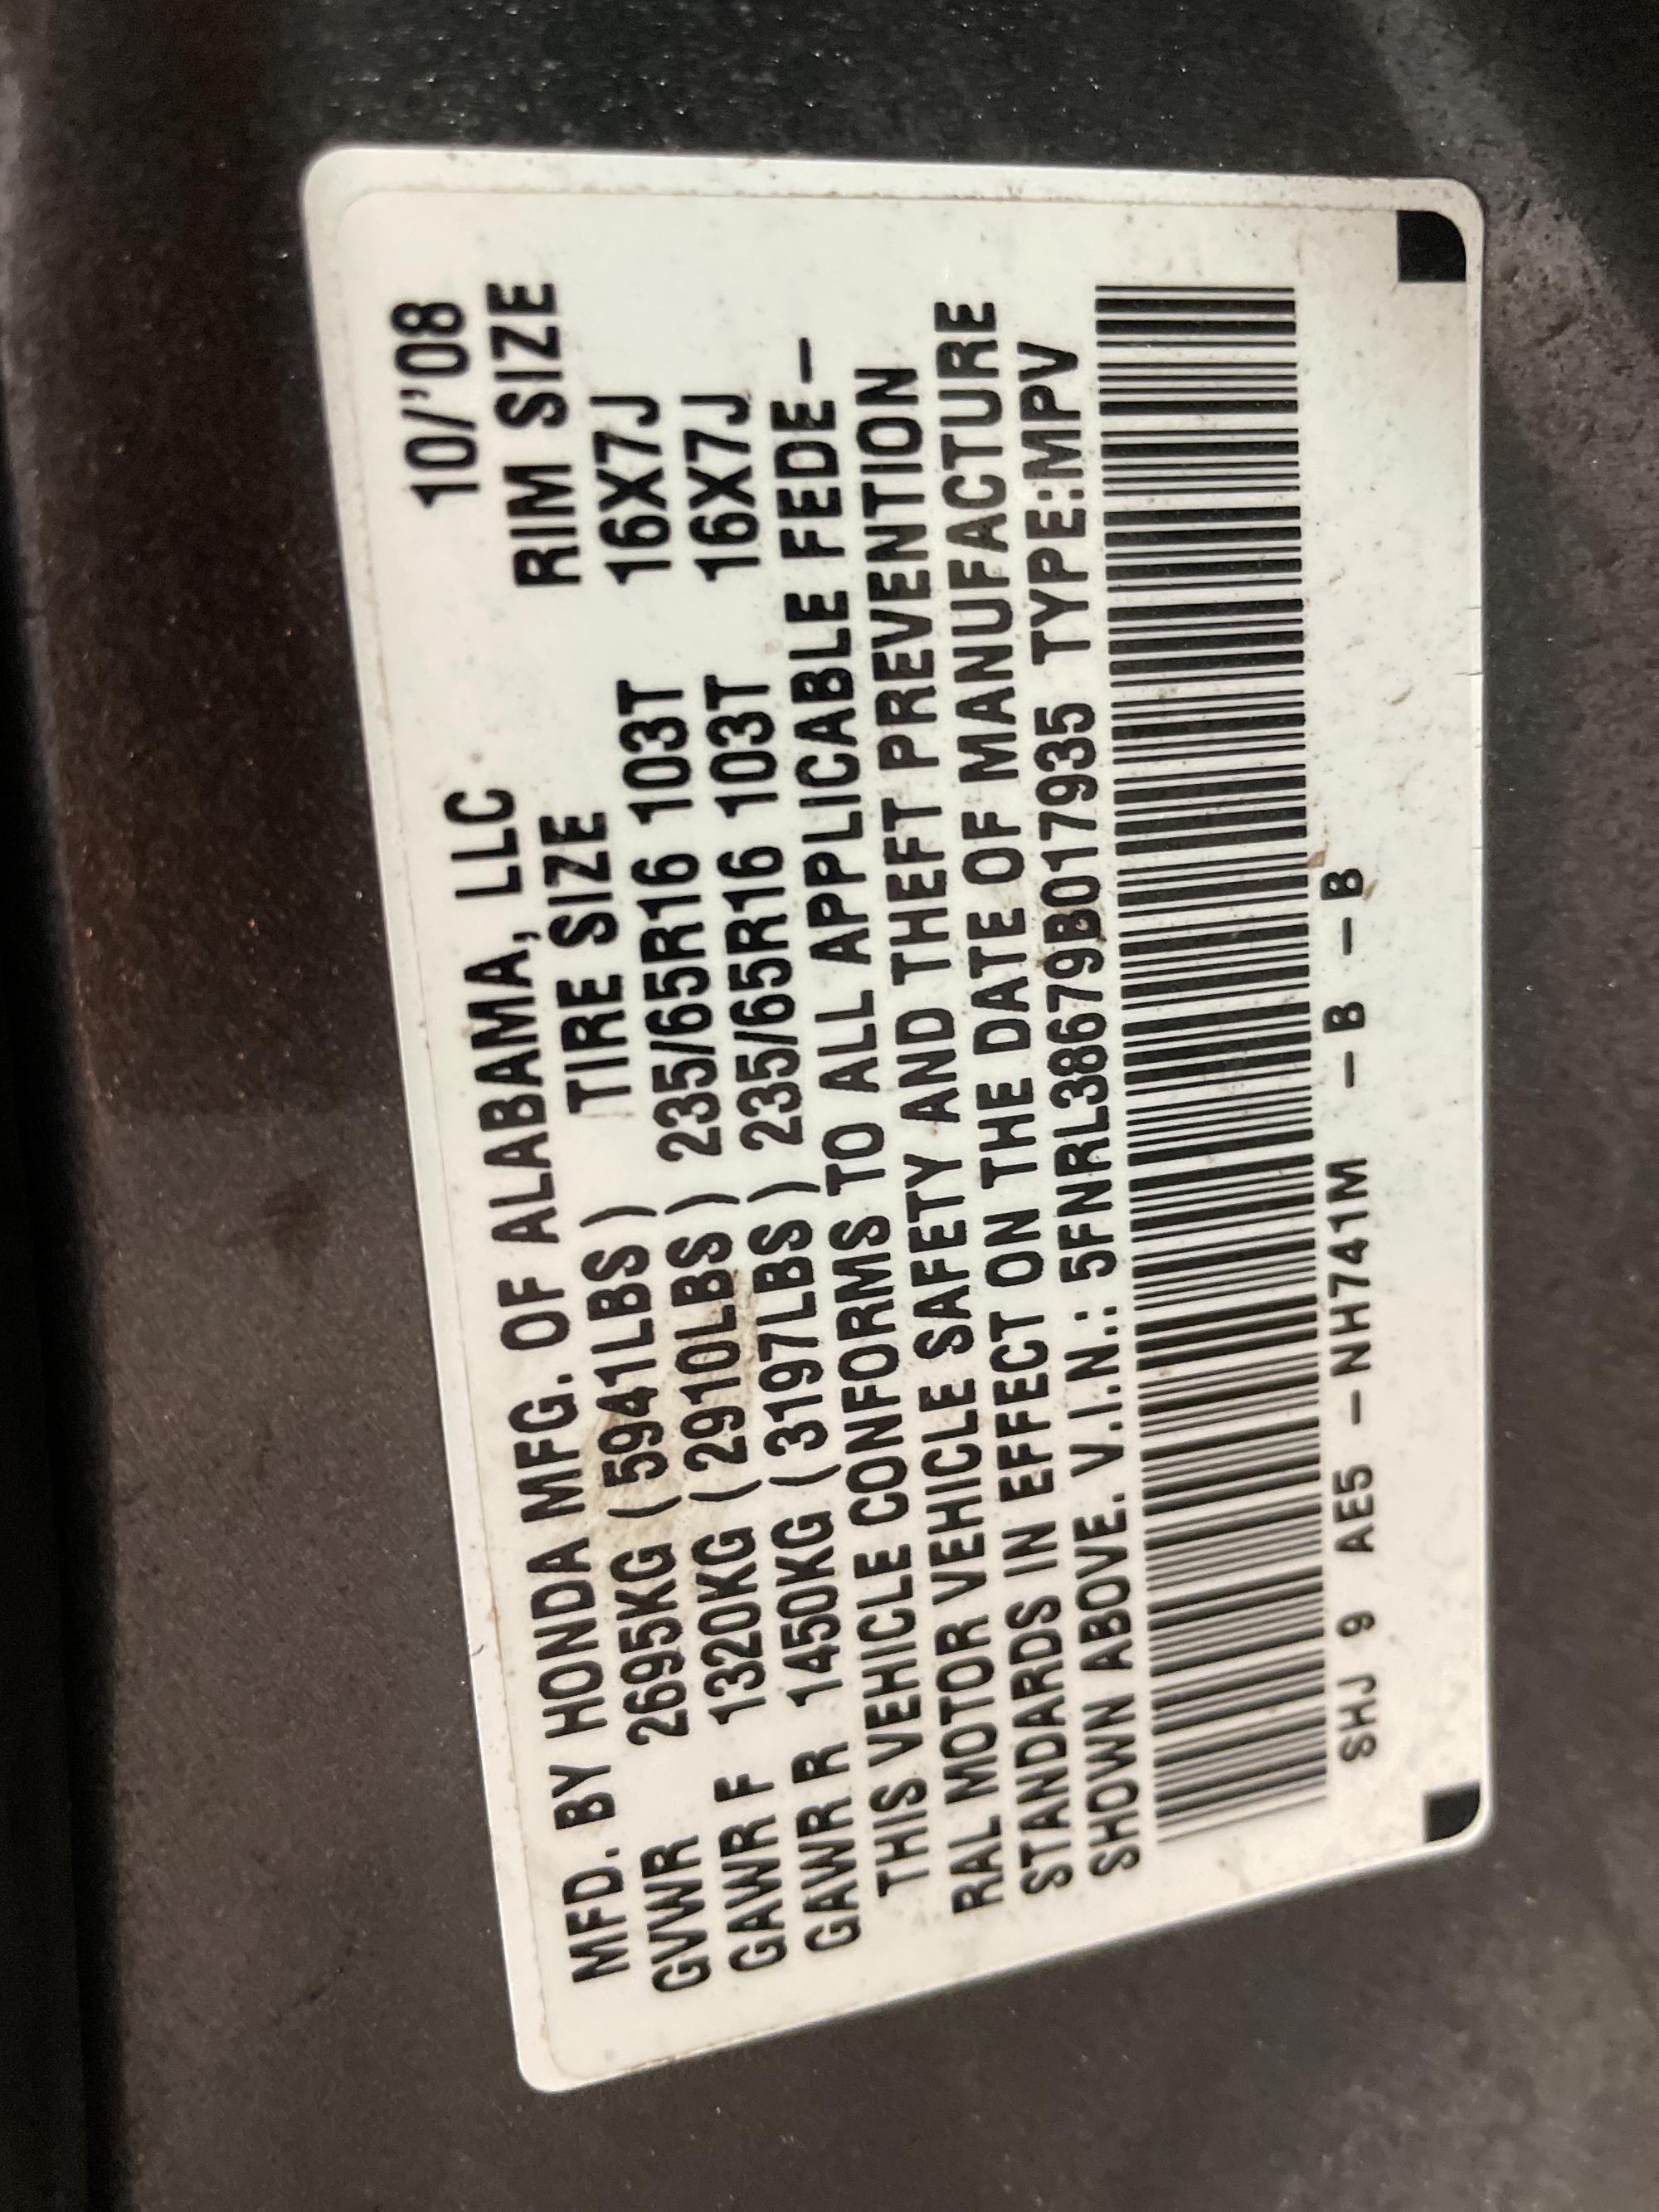 MFD. BY HONDA MFG. OF ALABAMA, LLC 10/'08
TIRE SIZE RIM SIZE
GVWR 2695KG (5941LBS)
GAWR F 1320KG (2910LBS) 235/65R16 103T 16X7J
GAWR R 1450KG (3197LBS) 235/65R16 103T 16X7J
THIS VEHICLE CONFORMS TO ALL APPLICABLE FEDE-
RAL MOTOR VEHICLE SAFETY AND THEFT PREVENTION
STANDARDS IN EFFECT ON THE DATE OF MANUFACTURE
SHOWN ABOVE. V.I.N.: 5FNRL38679B017935 TYPE:MPV
SHJ 9 AE5 - NH741M - B - B